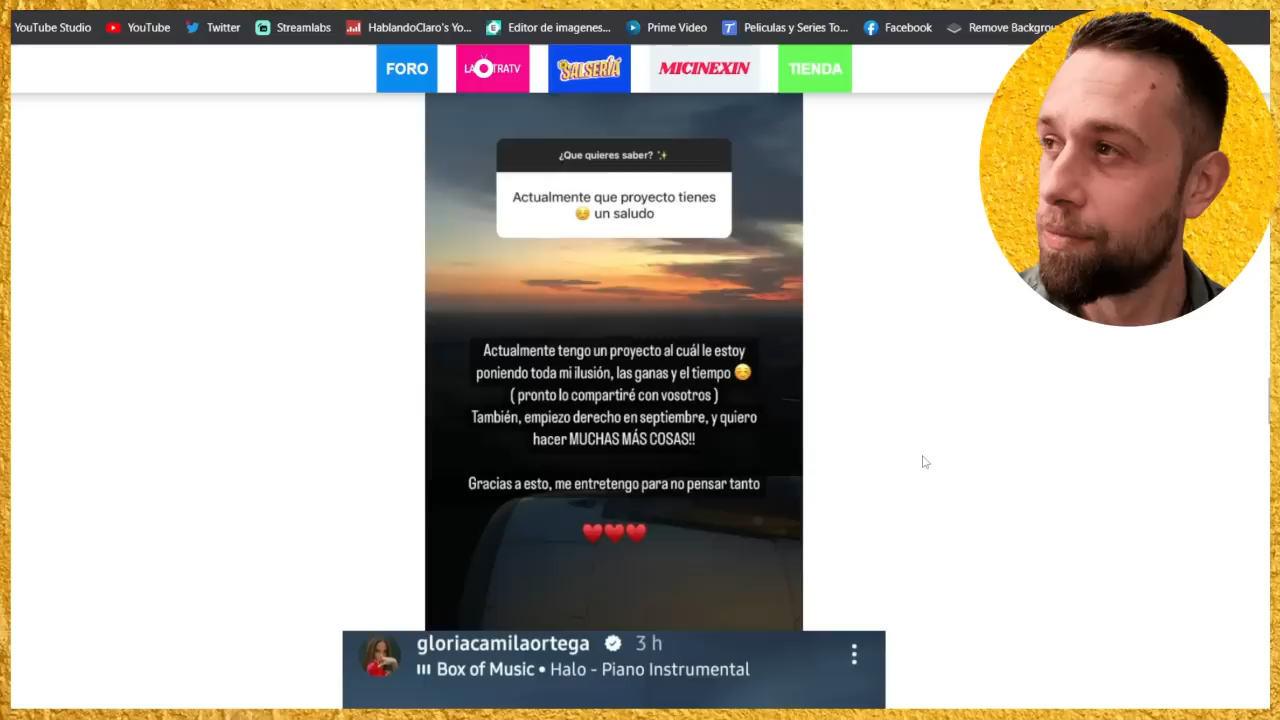 YouTube Studio YouTube Twitter Streamlabs HablandoClaro's Yo... Editor de imagenes... Prime Video Peliculas y Series To... Facebook Remove Backgrou
FORO LA OTRATV SALSERÍA MICINEXIN TIENDA
¿Que quieres saber? ✨
Actualmente que proyecto tienes
☺️ un saludo
Actualmente tengo un proyecto al cuál le estoy
poniendo toda mi ilusión, las ganas y el tiempo ☺️
( pronto lo compartiré con vosotros )
También, empiezo derecho en septiembre, y quiero
hacer MUCHAS MÁS COSAS!!
Gracias a esto, me entretengo para no pensar tanto
❤️❤️❤️
gloriacamilaortega 3 h
Box of Music • Halo - Piano Instrumental